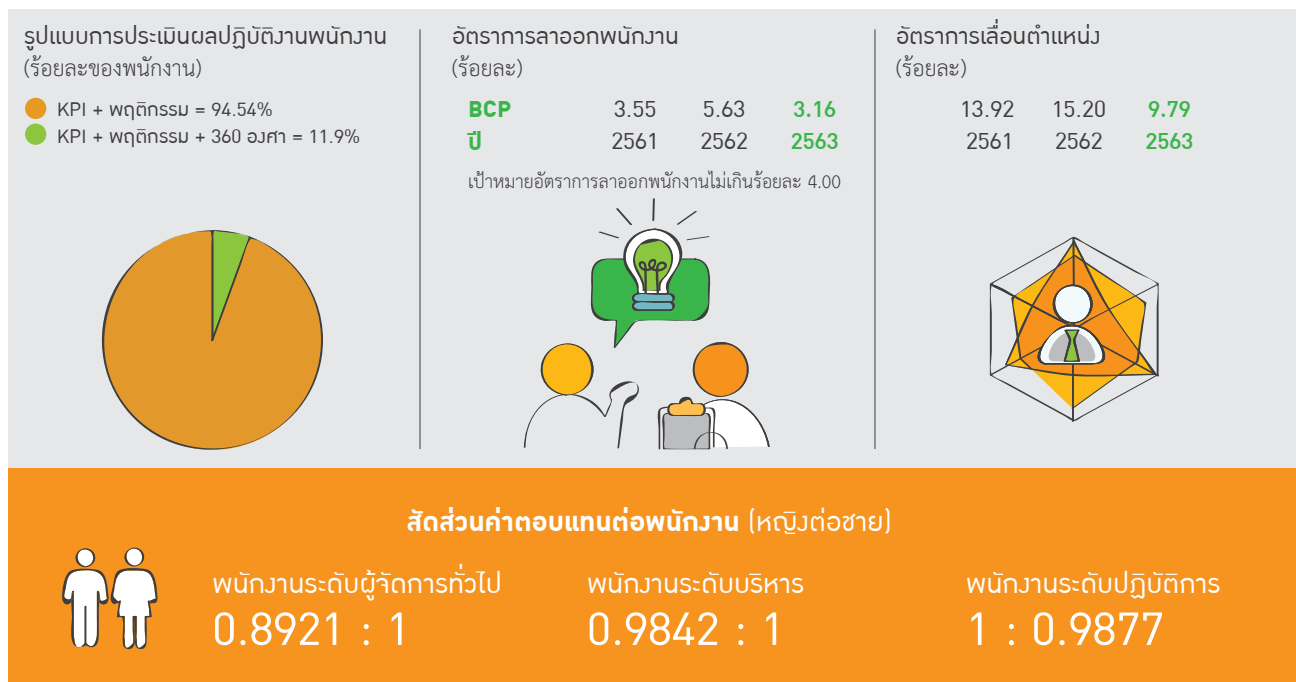 รูปแบบการประเมินผลปฏิบัติงานพนักงาน
(ร้อยละของพนักงาน)
KPI + พฤติกรรม = 94.54%
KPI + พฤติกรรม + 360 องศา = 11.9%
อัตราการลาออกพนักงาน
(ร้อยละ)
BCP 3.55 5.63 3.16
ปี 2561 2562 2563
เป้าหมายอัตราการลาออกพนักงานไม่เกินร้อยละ 4.00
อัตราการเลื่อนตำแหน่ง
(ร้อยละ)
13.92 15.20 9.79
2561 2562 2563
สัดส่วนค่าตอบแทนต่อพนักงาน (หญิงต่อชาย)
พนักงานระดับผู้จัดการทั่วไป
0.8921 : 1
พนักงานระดับบริหาร
0.9842 : 1
พนักงานระดับปฏิบัติการ
1 : 0.9877